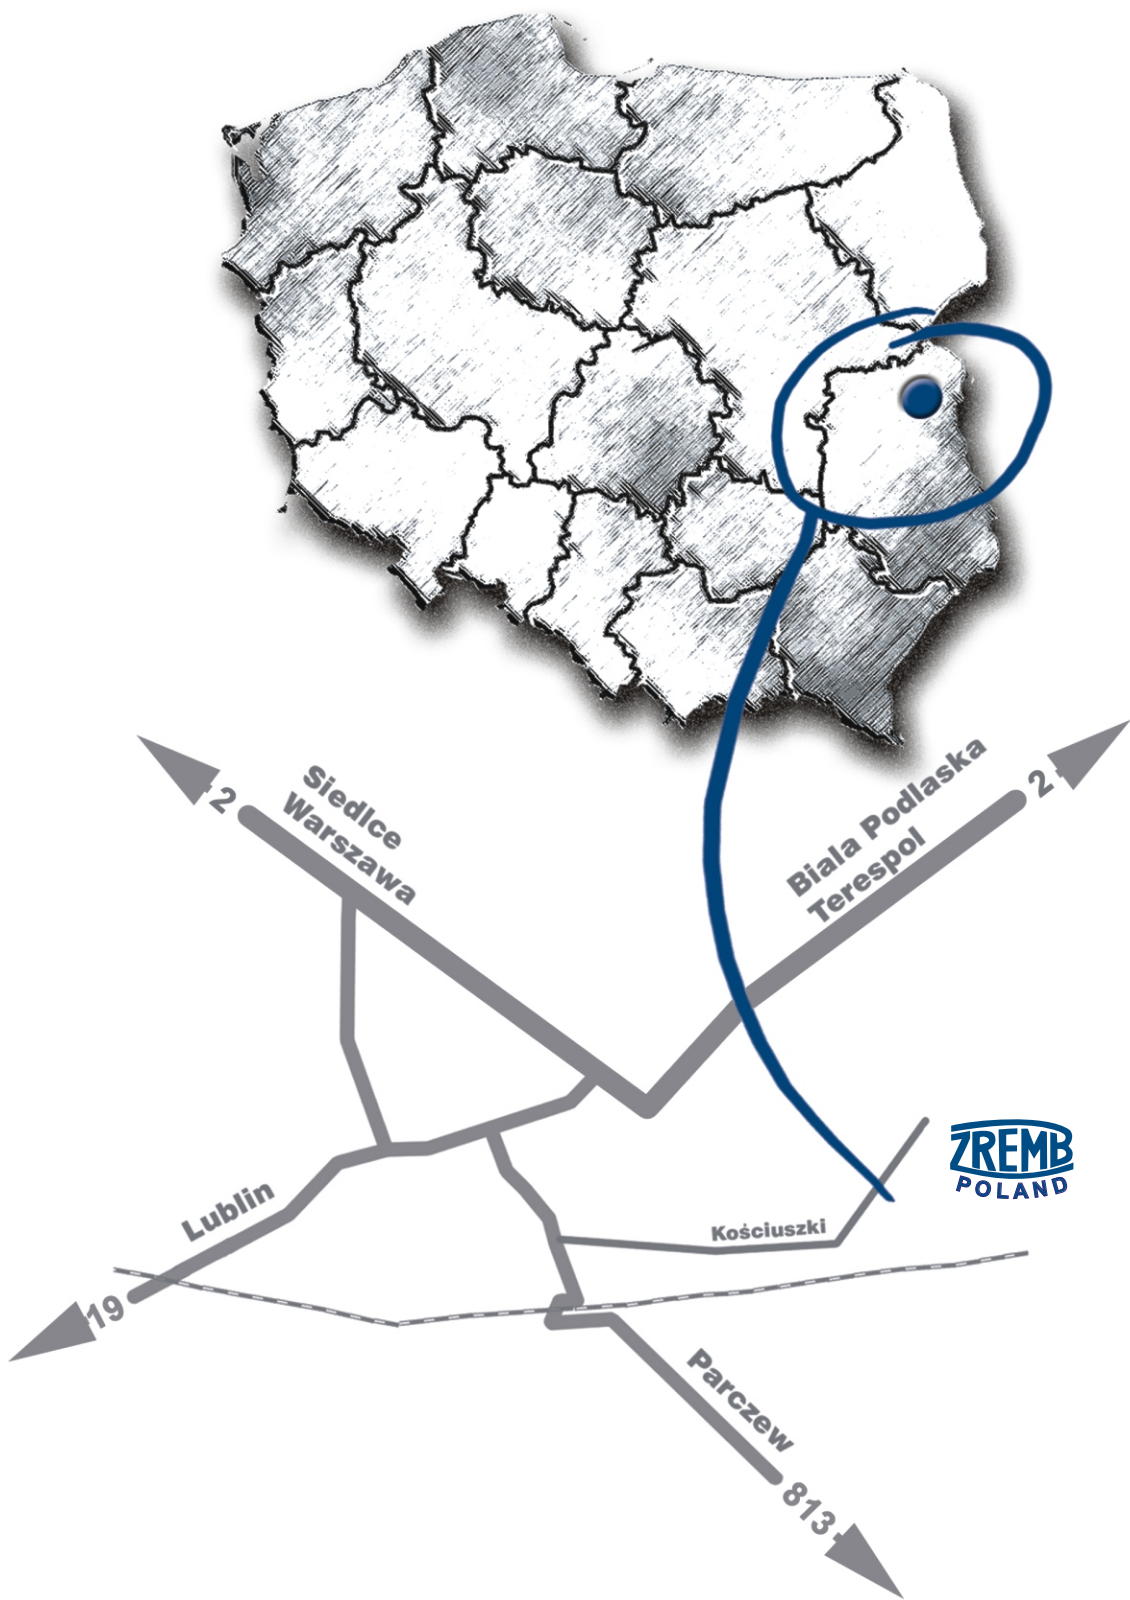 2
Siedlce
Warszawa
Biala Podlaska
Terespol
2
ZREMB
POLAND
Lublin
Kościuszki
19
Parczew
813